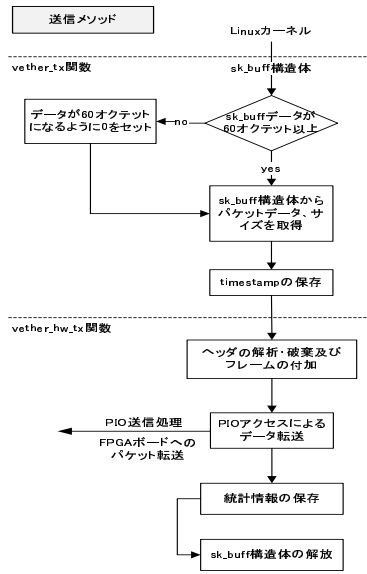 送信メソッド
Linuxカーネル
vether_tx関数
sk_buff構造体
データが60オクテット
になるように0をセット
no
sk_buffデータが
60オクテット以上
yes
sk_buff構造体から
パケットデータ、サ
イズを取得
timestampの保存
vether_hw_tx関数
ヘッダの解析・破棄及び
フレームの付加
PIO送信処理
FPGAボードへの
パケット転送
PIOアクセスによる
データ転送
統計情報の保存
sk_buff構造体の解放